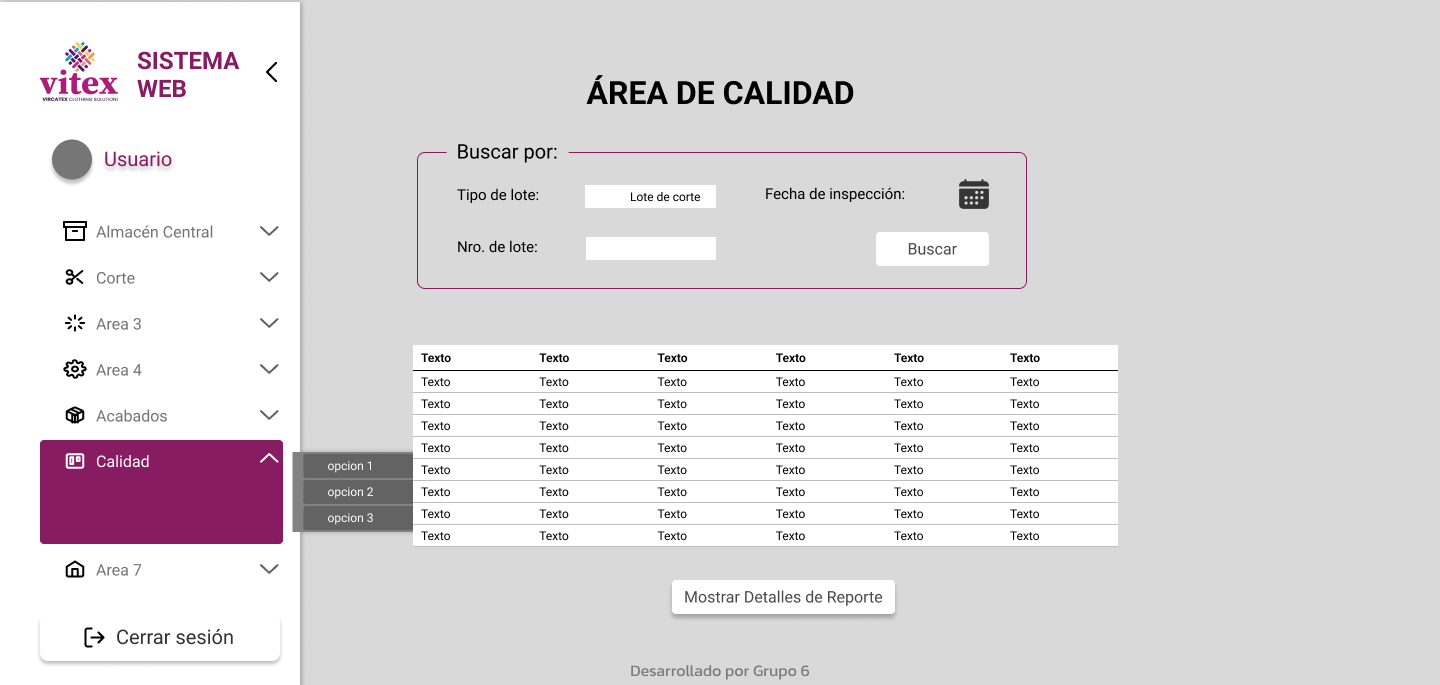 vitex
VIRCATEX CLOTHING SOLUTIONS
SISTEMA
WEB
Usuario
Almacén Central
Corte
Area 3
Area 4
Acabados
Calidad
opcion 1
opcion 2
opcion 3
Area 7
Cerrar sesión
ÁREA DE CALIDAD
Buscar por:
Tipo de lote: Lote de corte Fecha de inspección:
Nro. de lote: Buscar
Texto Texto Texto Texto Texto Texto
Texto Texto Texto Texto Texto Texto
Texto Texto Texto Texto Texto Texto
Texto Texto Texto Texto Texto Texto
Texto Texto Texto Texto Texto Texto
Texto Texto Texto Texto Texto Texto
Texto Texto Texto Texto Texto Texto
Texto Texto Texto Texto Texto Texto
Texto Texto Texto Texto Texto Texto
Mostrar Detalles de Reporte
Desarrollado por Grupo 6